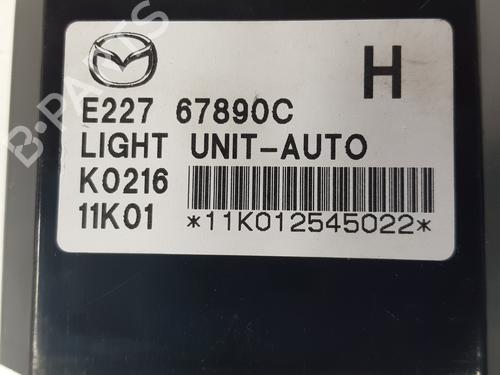 H
E227 67890C
LIGHT UNIT-AUTO
K0216
11K01 *11K012545022*
B-PARTS